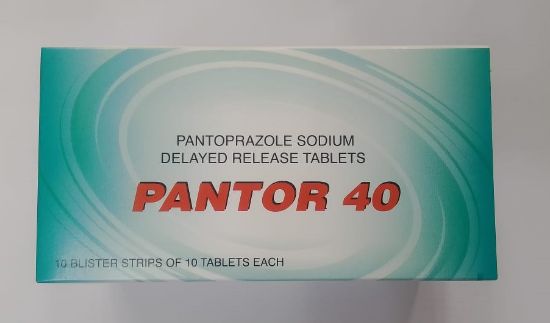 PANTOPRAZOLE SODIUM
DELAYED RELEASE TABLETS
PANTOR 40
10 BLISTER STRIPS OF 10 TABLETS EACH